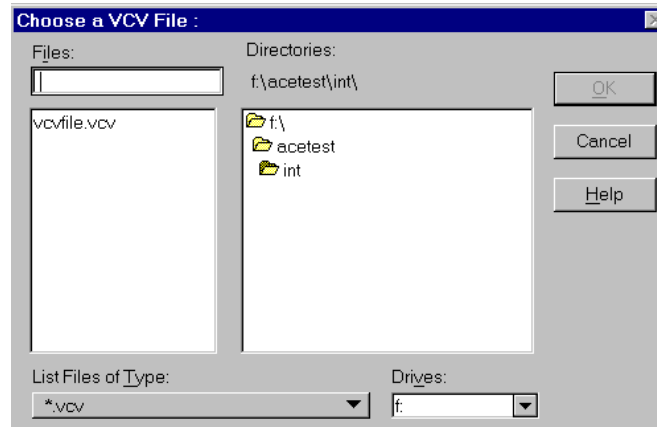 Choose a VCV File :
Files:
Directories:
f:\acetest\int\
OK
vcvfile.vcv
f:\
acetest
int
Cancel
Help
List Files of Type:
Drives:
*.vcv
f: